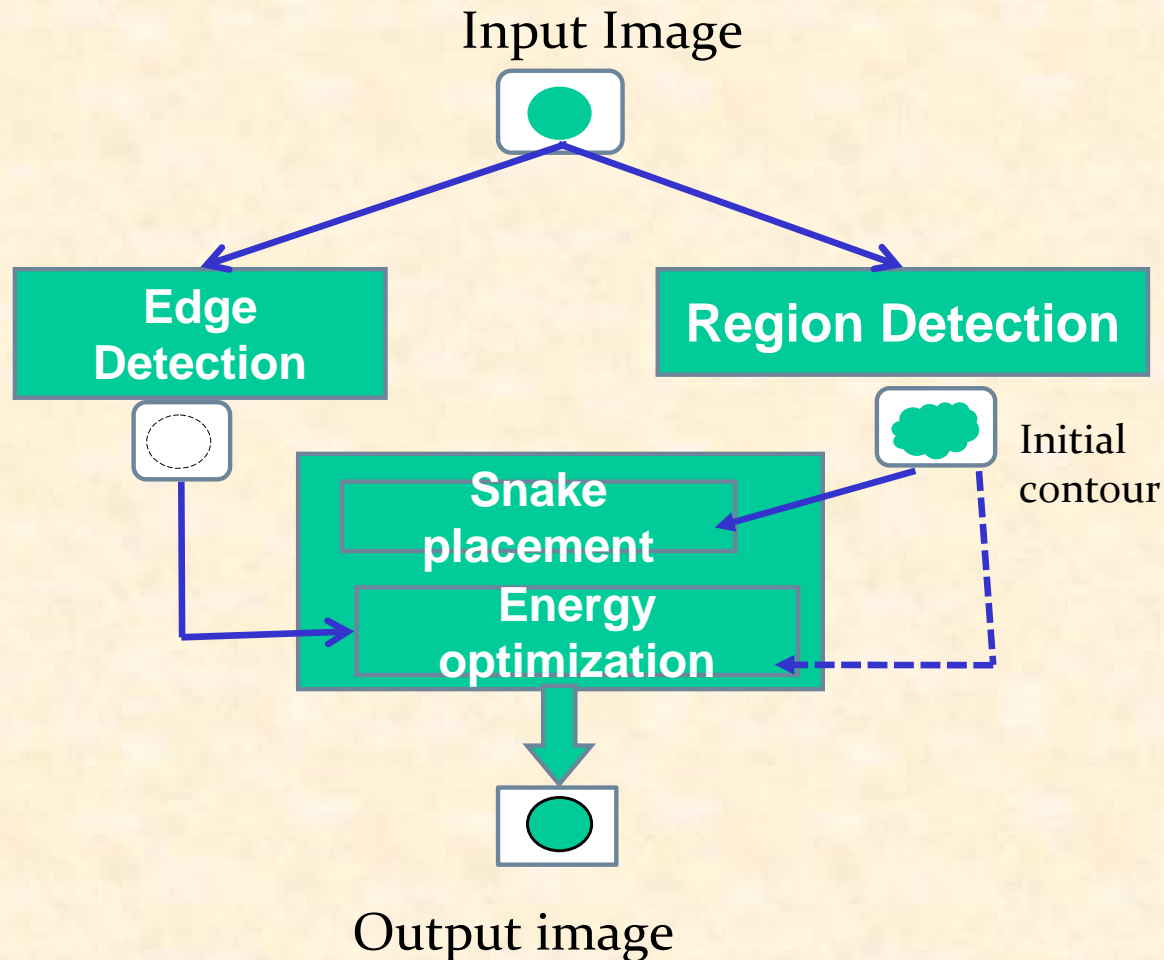 Input Image
Edge
Detection
Region Detection
Initial
contour
Snake
placement
Energy
optimization
Output image